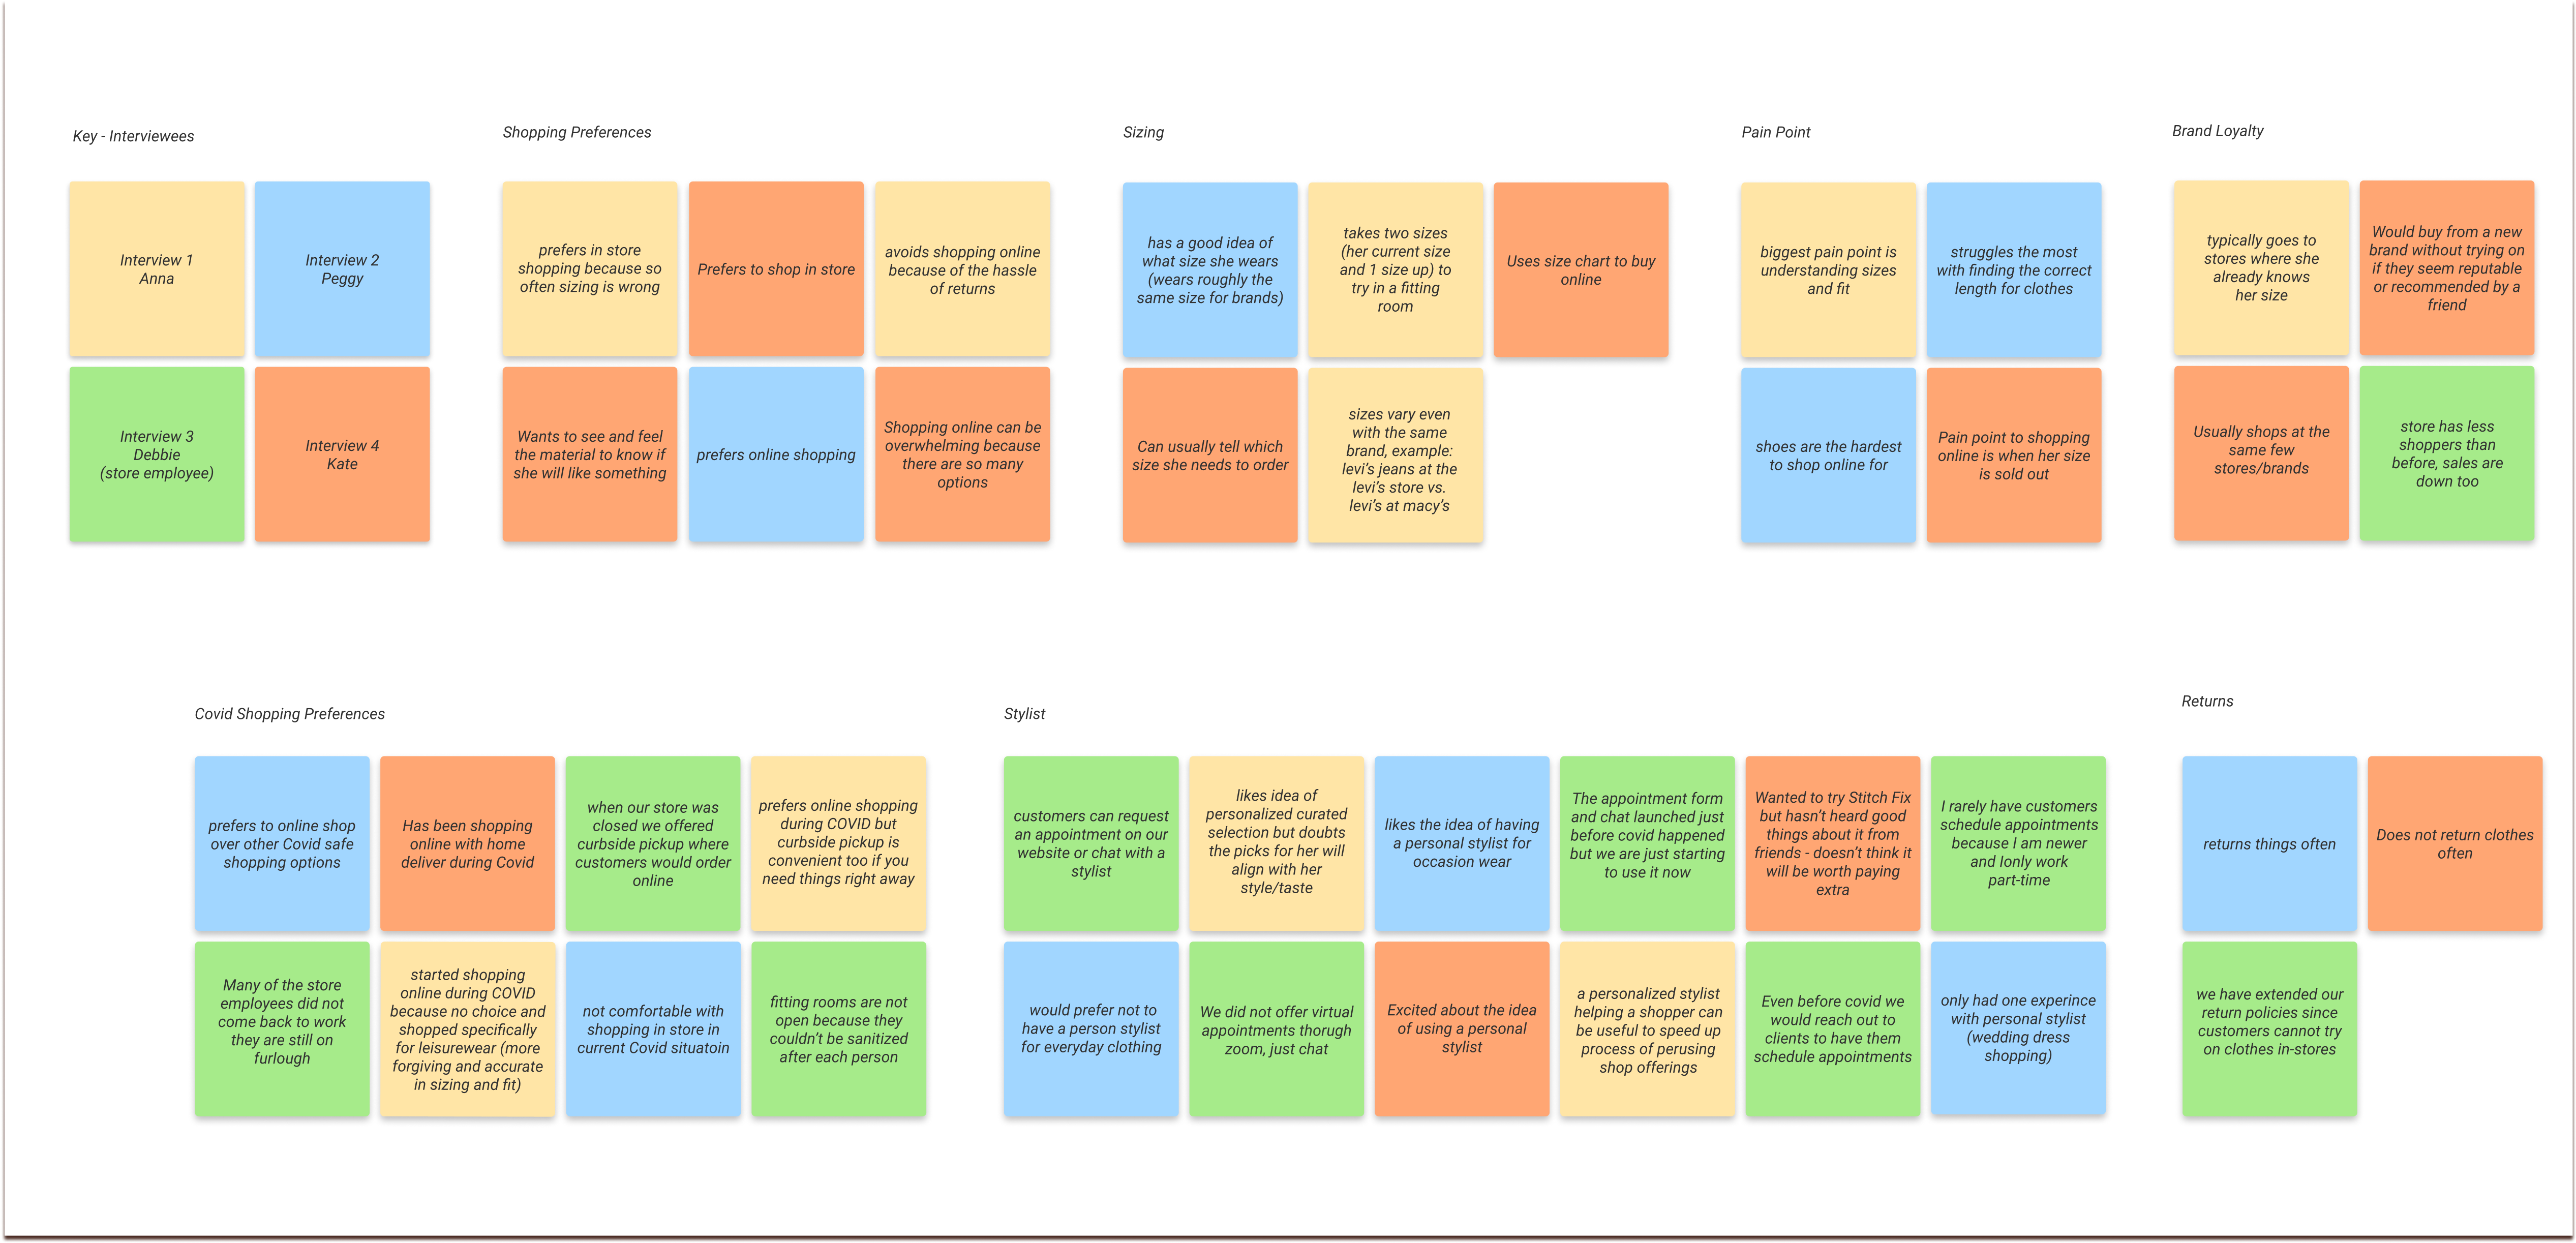 Key - Interviewees
Interview 1
Anna
Interview 2
Peggy
Interview 3
Debbie
(store employee)
Interview 4
Kate
Shopping Preferences
prefers in store
shopping because so
often sizing is wrong
Prefers to shop in store
avoids shopping online
because of the hassle
of returns
Wants to see and feel
the material to know if
she will like something
prefers online shopping
Shopping online can be
overwhelming because
there are so many
options
Sizing
has a good idea of
what size she wears
(wears roughly the
same size for brands)
takes two sizes
(her current size
and 1 size up) to
try in a fitting
room
Uses size chart to buy
online
Can usually tell which
size she needs to order
sizes vary even
with the same
brand, example:
levi's jeans at the
levi's store vs.
levi's at macy's
Pain Point
biggest pain point is
understanding sizes
and fit
struggles the most
with finding the correct
length for clothes
shoes are the hardest
to shop online for
Pain point to shopping
online is when her size
is sold out
Brand Loyalty
typically goes to
stores where she
already knows
her size
Would buy from a new
brand without trying on
if they seem reputable
or recommended by a
friend
Usually shops at the
same few
stores/brands
store has less
shoppers than
before, sales are
down too
Covid Shopping Preferences
prefers to online shop
over other Covid safe
shopping options
Has been shopping
online with home
deliver during Covid
when our store was
closed we offered
curbside pickup where
customers would order
online
prefers online shopping
during COVID but
curbside pickup is
convenient too if you
need things right away
Many of the store
employees did not
come back to work
they are still on
furlough
started shopping
online during COVID
because no choice and
shopped specifically
for leisurewear (more
forgiving and accurate
in sizing and fit)
not comfortable with
shopping in store in
current Covid situatoin
fitting rooms are not
open because they
couldn't be sanitized
after each person
Stylist
customers can request
an appointment on our
website or chat with a
stylist
likes idea of
personalized curated
selection but doubts
the picks for her will
align with her
style/taste
likes the idea of having
a personal stylist for
occasion wear
The appointment form
and chat launched just
before covid happened
but we are just starting
to use it now
Wanted to try Stitch Fix
but hasn't heard good
things about it from
friends - doesn't think it
will be worth paying
extra
I rarely have customers
schedule appointments
because I am newer
and Ionly work
part-time
would prefer not to
have a person stylist
for everyday clothing
We did not offer virtual
appointments thorugh
zoom, just chat
Excited about the idea
of using a personal
stylist
a personalized stylist
helping a shopper can
be useful to speed up
process of perusing
shop offerings
Even before covid we
would reach out to
clients to have them
schedule appointments
only had one experince
with personal stylist
(wedding dress
shopping)
Returns
returns things often
Does not return clothes
often
we have extended our
return policies since
customers cannot try
on clothes in-stores